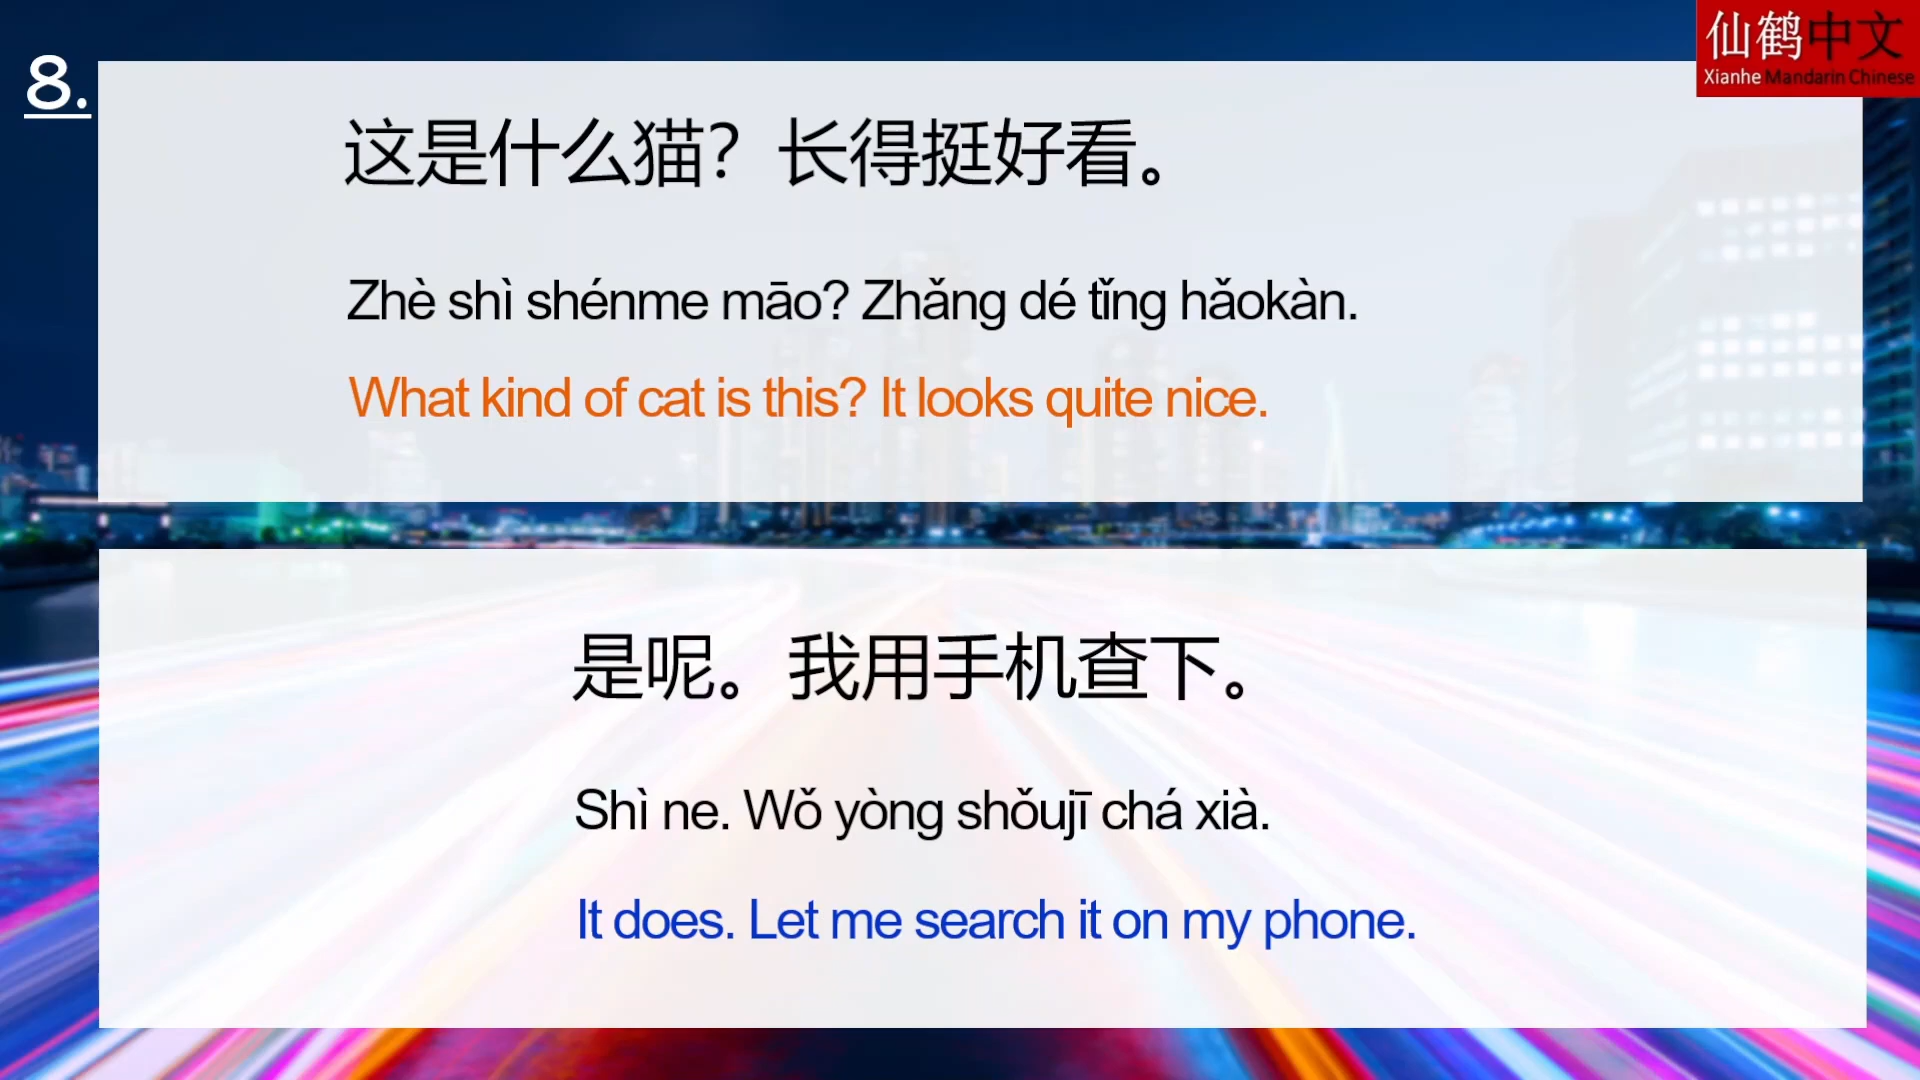 仙鹤中文
Xianhe Mandarin Chinese
8.
这是什么猫？长得挺好看。
Zhè shì shénme māo? Zhǎng dé tǐng hǎokàn.
What kind of cat is this? It looks quite nice.
是呢。我用手机查下。
Shì ne. Wǒ yòng shǒujī chá xià.
It does. Let me search it on my phone.